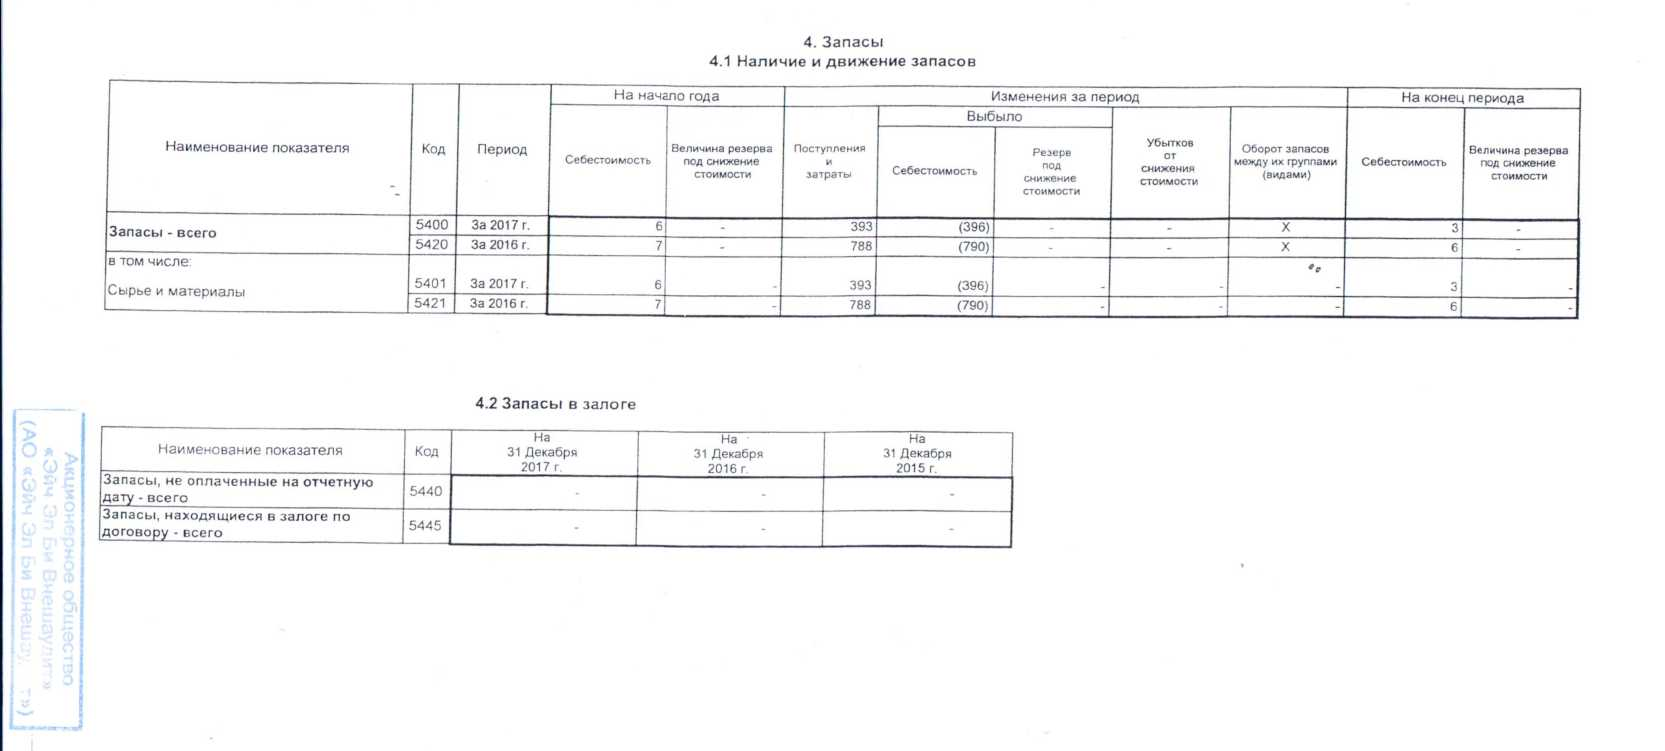 4. Запасы
4.1 Наличие и движение запасов
Наименование показателя Код Период На начало года Изменения за период На конец периода
Себестоимость Величина резерва под снижение стоимости Поступления и затраты Выбыло Убытков от снижения стоимости Оборот запасов между их группами (видами) Себестоимость Величина резерва под снижение стоимости
Себестоимость Резерв под снижение стоимости
Запасы - всего 5400 За 2017 г. 6 - 393 (396) - - X 3 -
5420 За 2016 г. 7 - 788 (790) - - X 6 -
в том числе:
Сырье и материалы 5401 За 2017 г. 6 - 393 (396) - - - 3 -
5421 За 2016 г. 7 - 788 (790) - - - 6 -
4.2 Запасы в залоге
Наименование показателя Код На 31 Декабря 2017 г. На 31 Декабря 2016 г. На 31 Декабря 2015 г.
Запасы, не оплаченные на отчетную
дату - всего 5440 - - -
Запасы, находящиеся в залоге по
договору - всего 5445 - - -
Акционерное общество
«Эйч Эл Би Внешаудит»
(АО «Эйч Эл Би